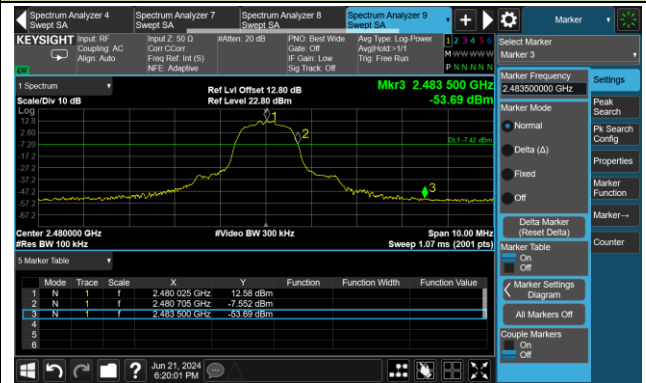 Spectrum Analyzer 4
Swept SA
Spectrum Analyzer 7
Swept SA
Spectrum Analyzer 8
Swept SA
Spectrum Analyzer 9
Swept SA
Marker
KEYSIGHT
Input: RF
Coupling: AC
Align: Auto
Input Z: 50 Ω
Corr CCorr
Freq Ref: Int (S)
NFE: Adaptive
#Atten: 20 dB
PNO: Best Wide
Gate: Off
IF Gain: Low
Sig Track: Off
Avg Type: Log-Power
Avg|Hold:>1/1
Trig: Free Run
1 2 3 4 5 6
M W W W W W
P N N N N N
Select Marker
Marker 3
1 Spectrum
Scale/Div 10 dB
Log
Ref Lvl Offset 12.80 dB
Ref Level 22.80 dBm
Mkr3 2.483 500 GHz
-53.69 dBm
12.8
2.80
-7.20
-17.2
-27.2
-37.2
-47.2
-57.2
-67.2
1
2
3
DL1 -7.42 dBm
Center 2.480000 GHz
#Res BW 100 kHz
#Video BW 300 kHz
Span 10.00 MHz
Sweep 1.07 ms (2001 pts)
5 Marker Table
Mode Trace Scale X Y Function Function Width Function Value
1 N 1 f 2.480 025 GHz 12.58 dBm
2 N 1 f 2.480 705 GHz -7.552 dBm
3 N 1 f 2.483 500 GHz -53.69 dBm
4
5
6
Marker Frequency
2.483500000 GHz
Marker Mode
Normal
Delta (Δ)
Fixed
Off
Delta Marker
(Reset Delta)
Marker Table
On
Off
Marker Settings
Diagram
All Markers Off
Couple Markers
On
Off
Settings
Peak
Search
Pk Search
Config
Properties
Marker
Function
Marker→
Counter
?
Jun 21, 2024
6:20:01 PM